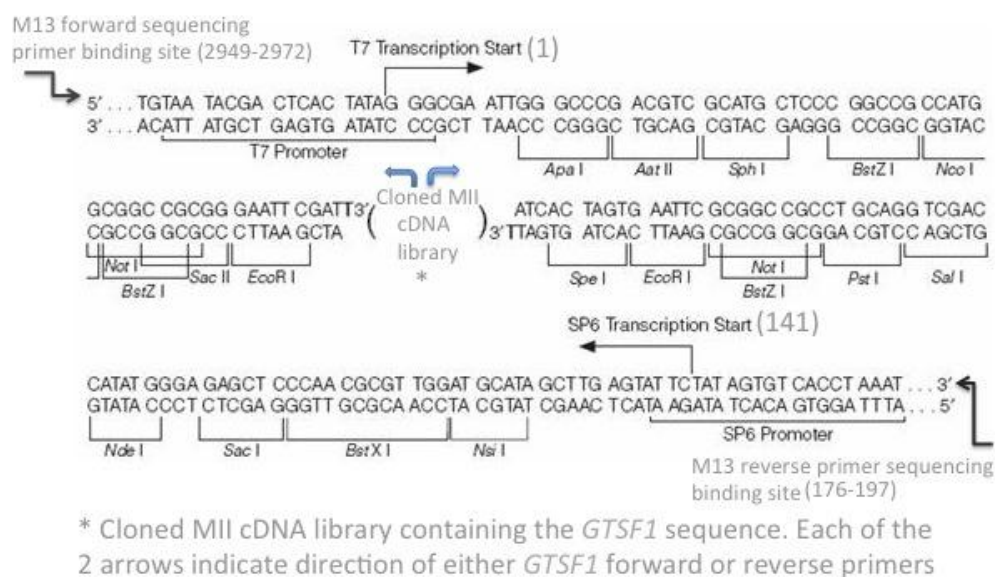 M13 forward sequencing
primer binding site (2949-2972)
T7 Transcription Start (1)
5′ ... TGTAA TACGA CTCAC TATAG GGCGA ATTGG GCCCG ACGTC GCATG CTCCC GGCCG CCATG
3′ ... ACATT ATGCT GAGTG ATATC CCGCT TAACC CGGGC TGCAG CGTAC GAGGG CCGGC GGTAC
T7 Promoter
Apa I Aat II Sph I BstZ I Nco I
GCGGC CGCGG GAATT CGATT3′ (Cloned MII cDNA library *) ATCAC TAGTG AATTC GCGGC CGCCT GCAGG TCGAC
CGCCG GCGCC CTTAA GCTA 3′TTAGTG ATCAC TTAAG CGCCG GCGGA CGTCC AGCTG
Not I Sac II EcoR I Spe I EcoR I Not I Pst I Sal I
BstZ I BstZ I
SP6 Transcription Start (141)
CATAT GGGA GAGCT CCCAA CGCGT TGGAT GCATA GCTTG AGTAT TCTAT AGTGT CACCT AAAT ... 3′
GTATA CCCT CTCGAG GGTT GCGCA ACCTA CGTAT CGAAC TCATA AGATA TCACA GTGGA TTTA ... 5′
Nde I Sac I BstX I Nsi I SP6 Promoter
M13 reverse primer sequencing
binding site (176-197)
* Cloned MII cDNA library containing the GTSF1 sequence. Each of the
2 arrows indicate direction of either GTSF1 forward or reverse primers